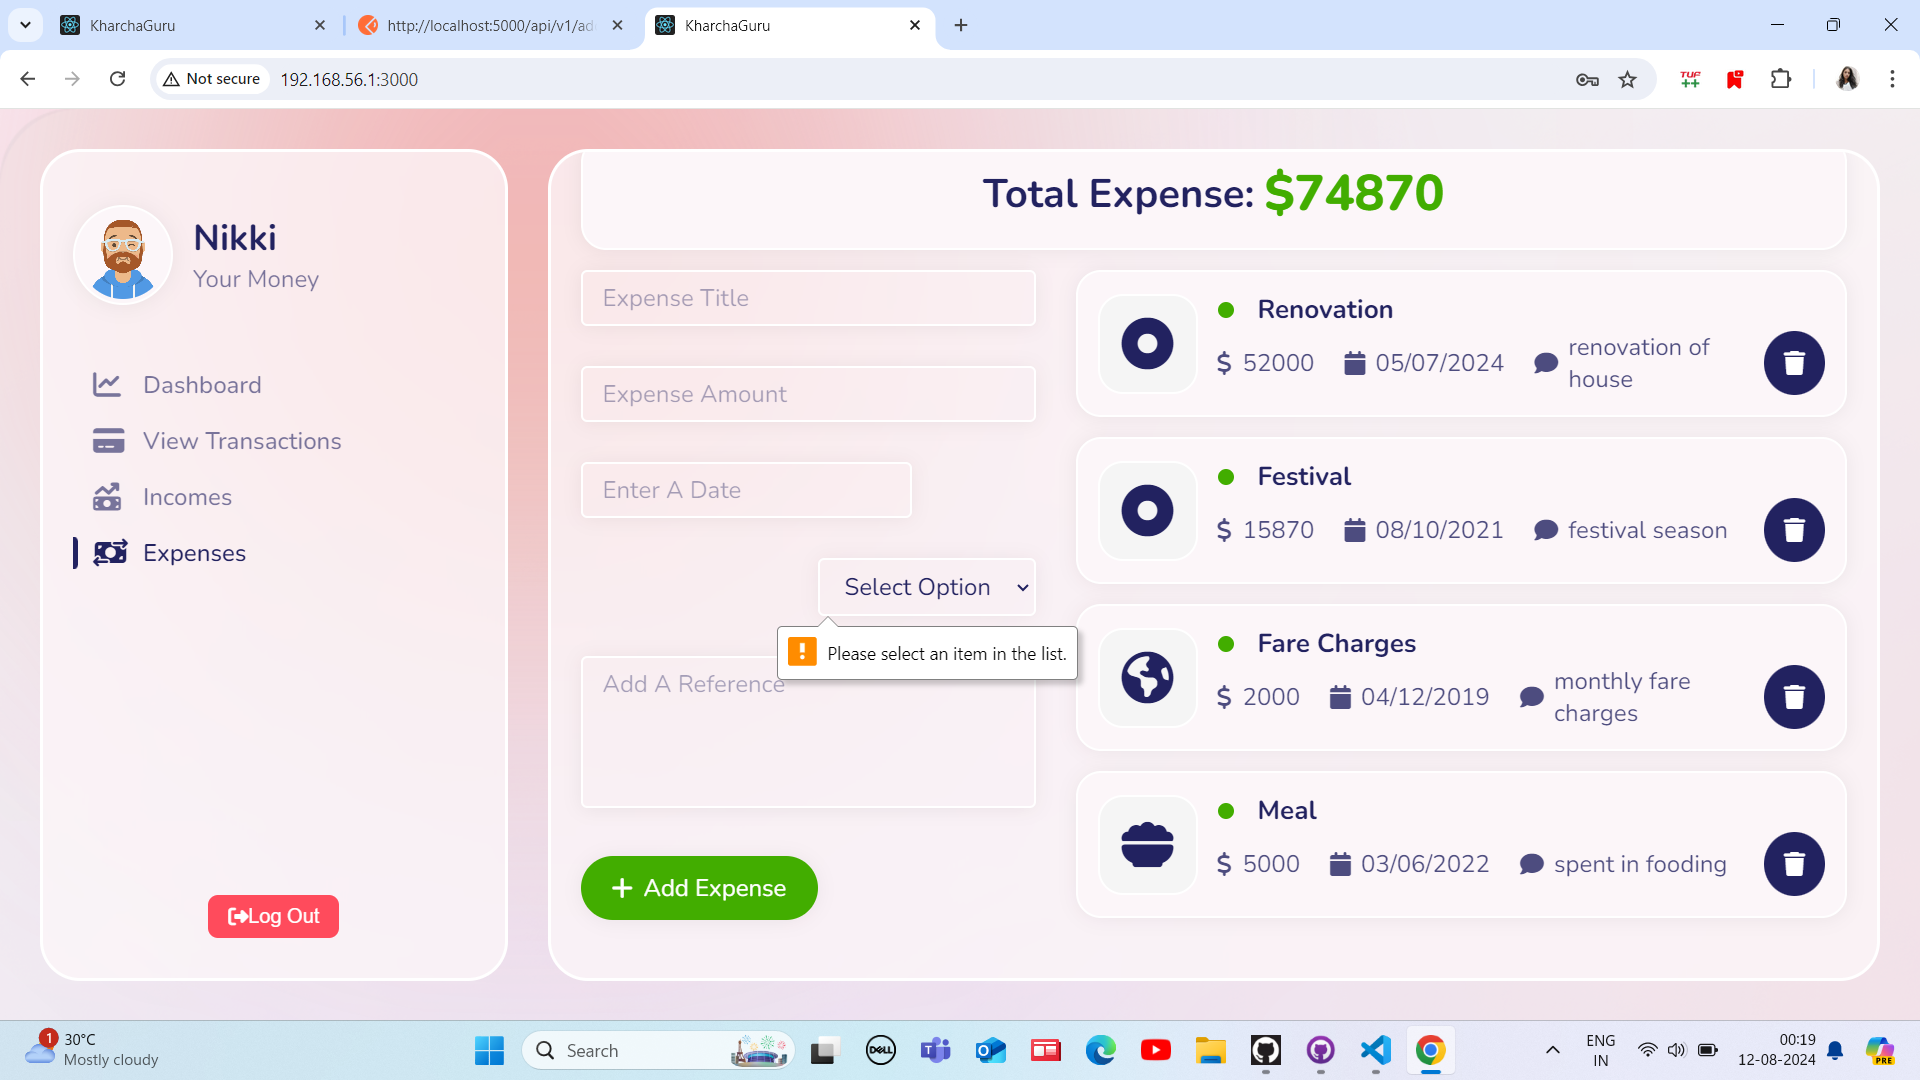 KharchaGuru
http://localhost:5000/api/v1/ad
KharchaGuru
Not secure
192.168.56.1:3000
TUF
++
Nikki
Your Money
Dashboard
View Transactions
Incomes
Expenses
Log Out
Total Expense: $74870
Expense Title
Expense Amount
Enter A Date
Select Option
Please select an item in the list.
Add A Reference
Add Expense
Renovation
$ 52000
05/07/2024
renovation of
house
Festival
$ 15870
08/10/2021
festival season
Fare Charges
$ 2000
04/12/2019
monthly fare
charges
Meal
$ 5000
03/06/2022
spent in fooding
1
30°C
Mostly cloudy
Search
DELL
ENG
IN
00:19
12-08-2024
PRE